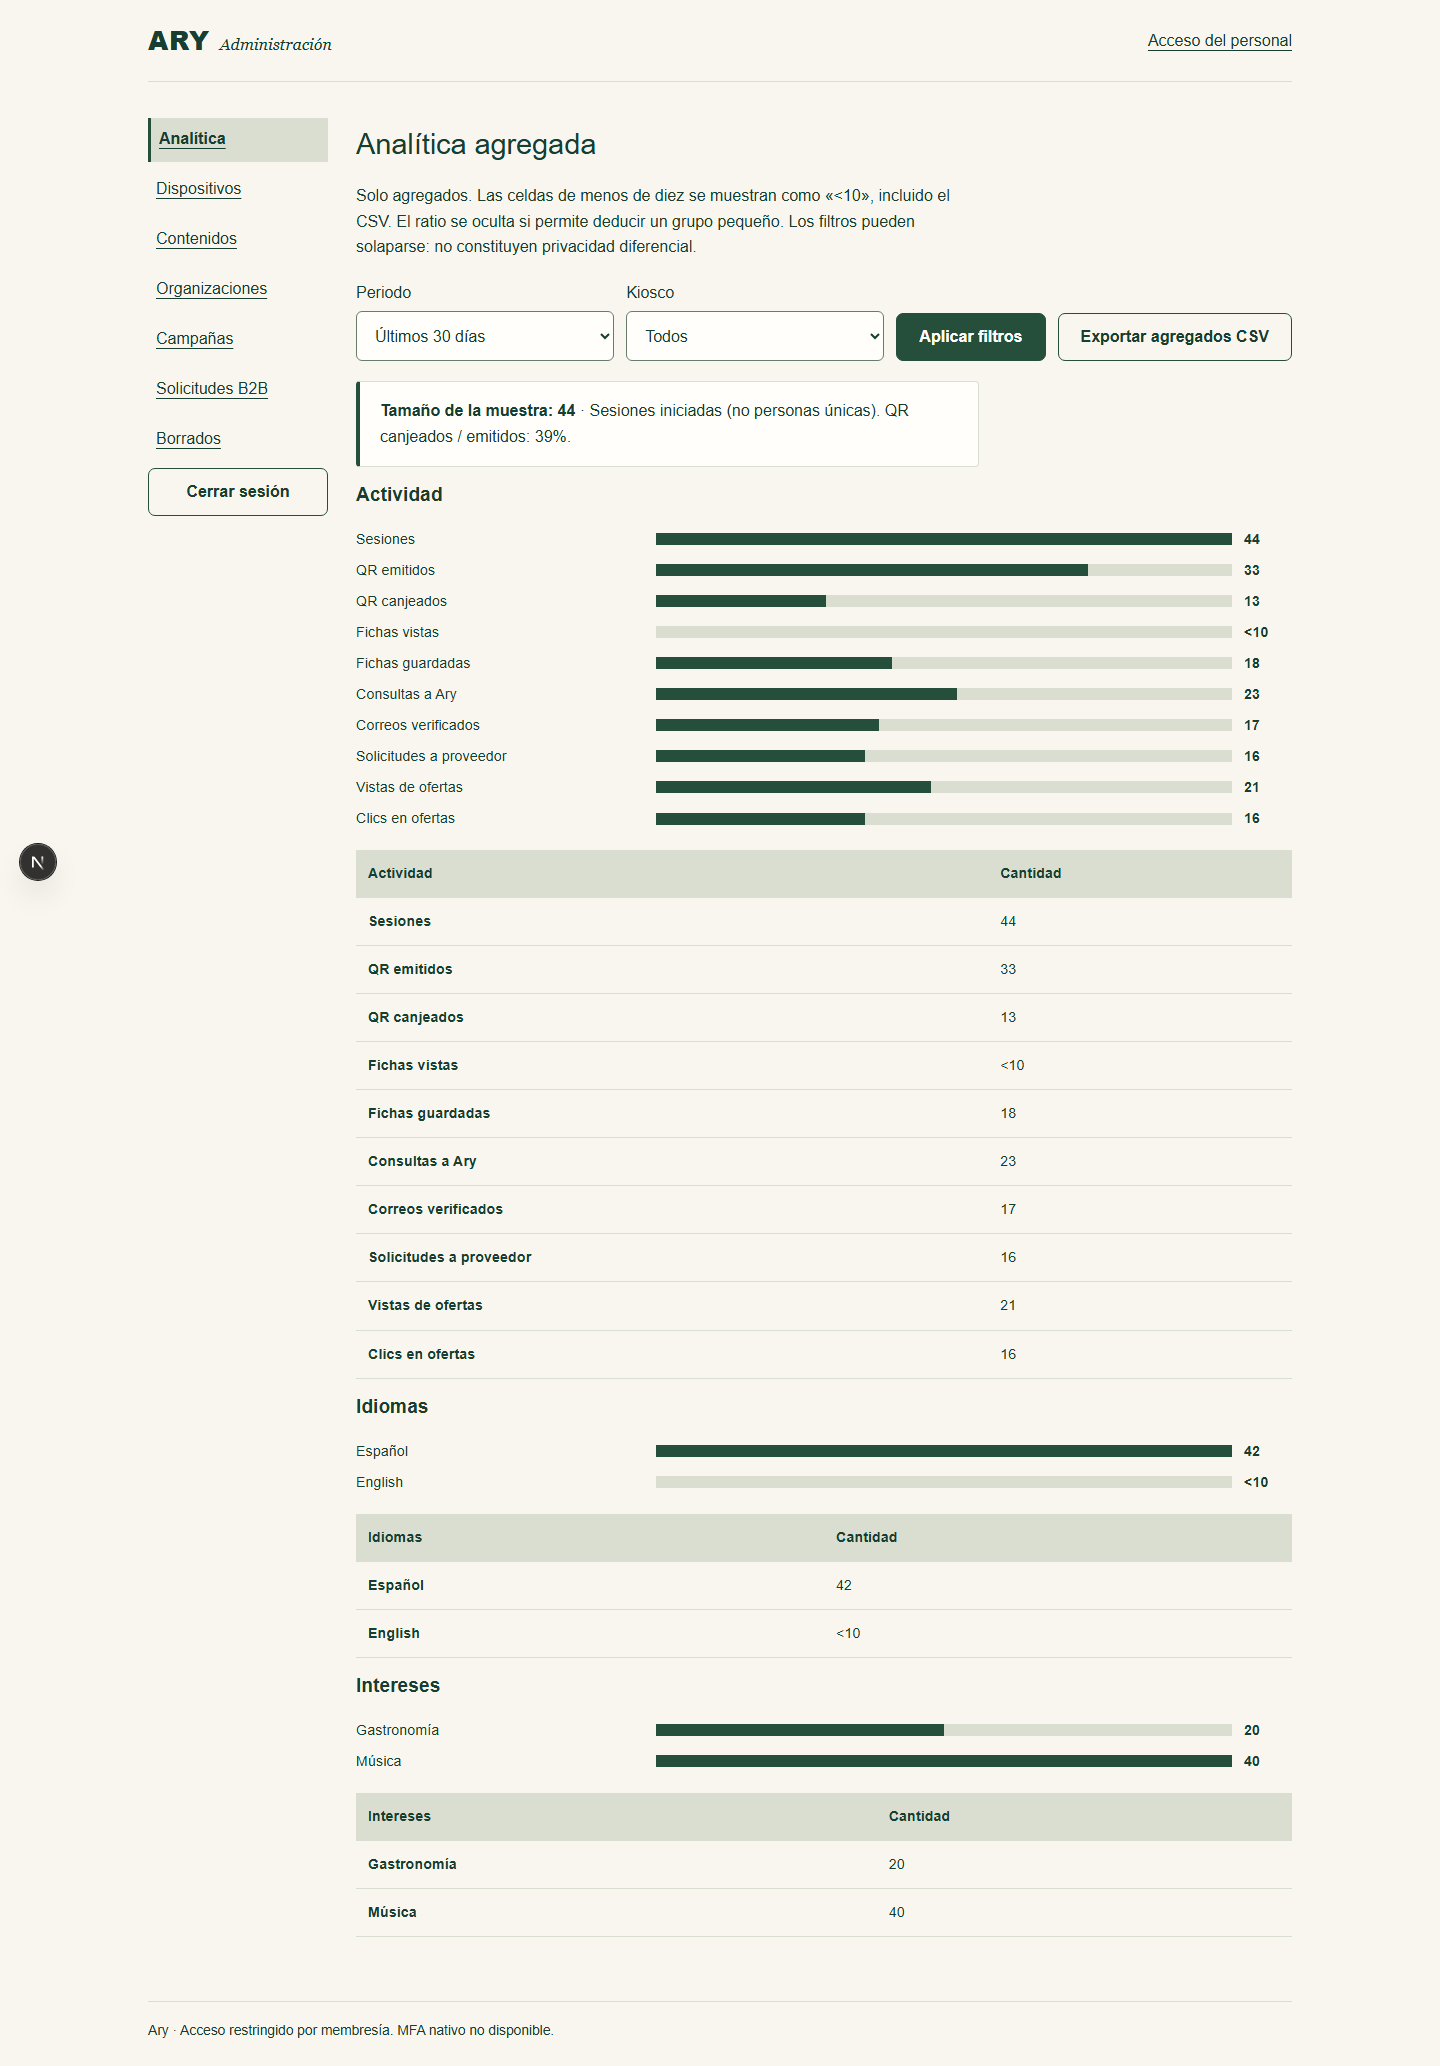 ARY Administración
Acceso del personal
Analítica
Dispositivos
Contenidos
Organizaciones
Campañas
Solicitudes B2B
Borrados
Cerrar sesión
Analítica agregada
Solo agregados. Las celdas de menos de diez se muestran como «<10», incluido el
CSV. El ratio se oculta si permite deducir un grupo pequeño. Los filtros pueden
solaparse: no constituyen privacidad diferencial.
Periodo
Kiosco
Últimos 30 días
Todos
Aplicar filtros
Exportar agregados CSV
Tamaño de la muestra: 44 · Sesiones iniciadas (no personas únicas). QR
canjeados / emitidos: 39%.
Actividad
Sesiones 44
QR emitidos 33
QR canjeados 13
Fichas vistas <10
Fichas guardadas 18
Consultas a Ary 23
Correos verificados 17
Solicitudes a proveedor 16
Vistas de ofertas 21
Clics en ofertas 16
Actividad Cantidad
Sesiones 44
QR emitidos 33
QR canjeados 13
Fichas vistas <10
Fichas guardadas 18
Consultas a Ary 23
Correos verificados 17
Solicitudes a proveedor 16
Vistas de ofertas 21
Clics en ofertas 16
Idiomas
Español 42
English <10
Idiomas Cantidad
Español 42
English <10
Intereses
Gastronomía 20
Música 40
Intereses Cantidad
Gastronomía 20
Música 40
N
Ary · Acceso restringido por membresía. MFA nativo no disponible.